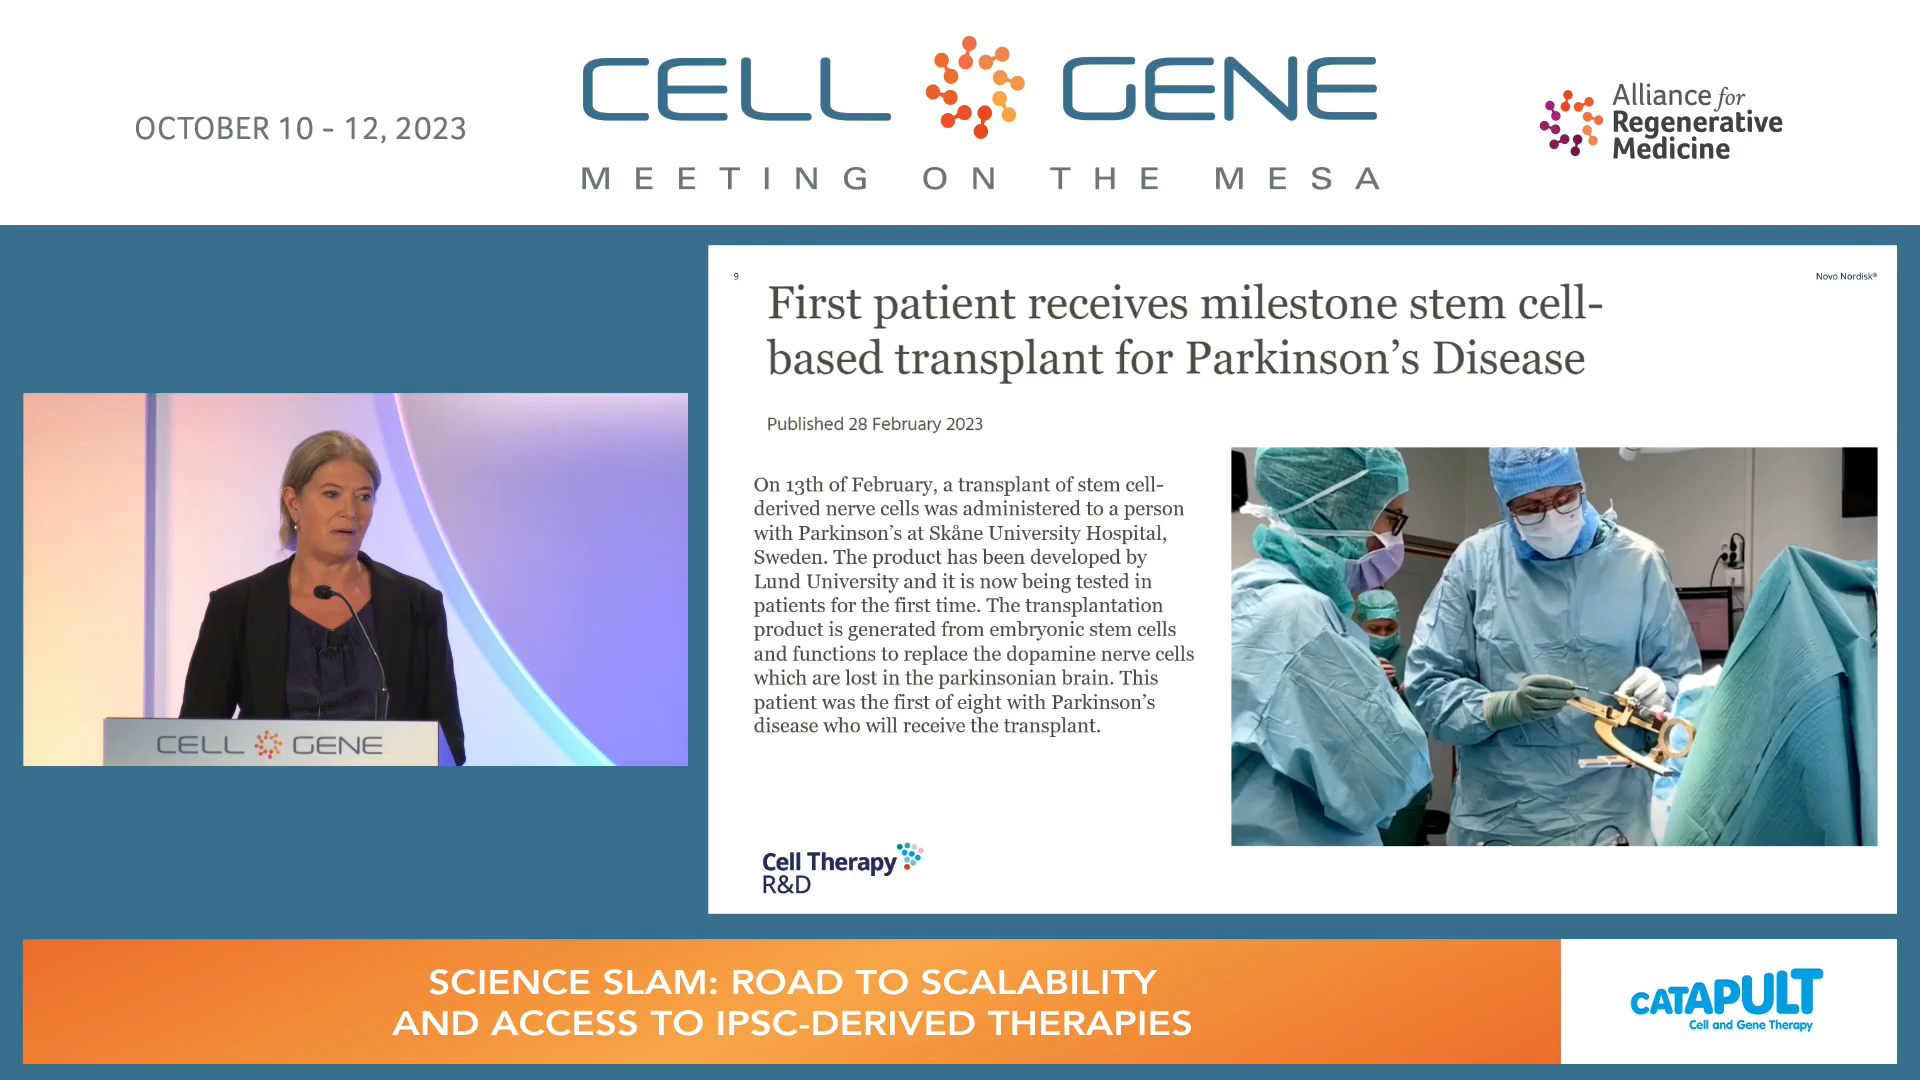 OCTOBER 10 - 12, 2023
CELL GENE
MEETING ON THE MESA
Alliance for
Regenerative
Medicine
9
Novo Nordisk®
First patient receives milestone stem cell-
based transplant for Parkinson's Disease
Published 28 February 2023
On 13th of February, a transplant of stem cell-
derived nerve cells was administered to a person
with Parkinson's at Skåne University Hospital,
Sweden. The product has been developed by
Lund University and it is now being tested in
patients for the first time. The transplantation
product is generated from embryonic stem cells
and functions to replace the dopamine nerve cells
which are lost in the parkinsonian brain. This
patient was the first of eight with Parkinson's
disease who will receive the transplant.
Cell Therapy
R&D
CELL GENE
SCIENCE SLAM: ROAD TO SCALABILITY
AND ACCESS TO IPSC-DERIVED THERAPIES
CATAPULT
Cell and Gene Therapy